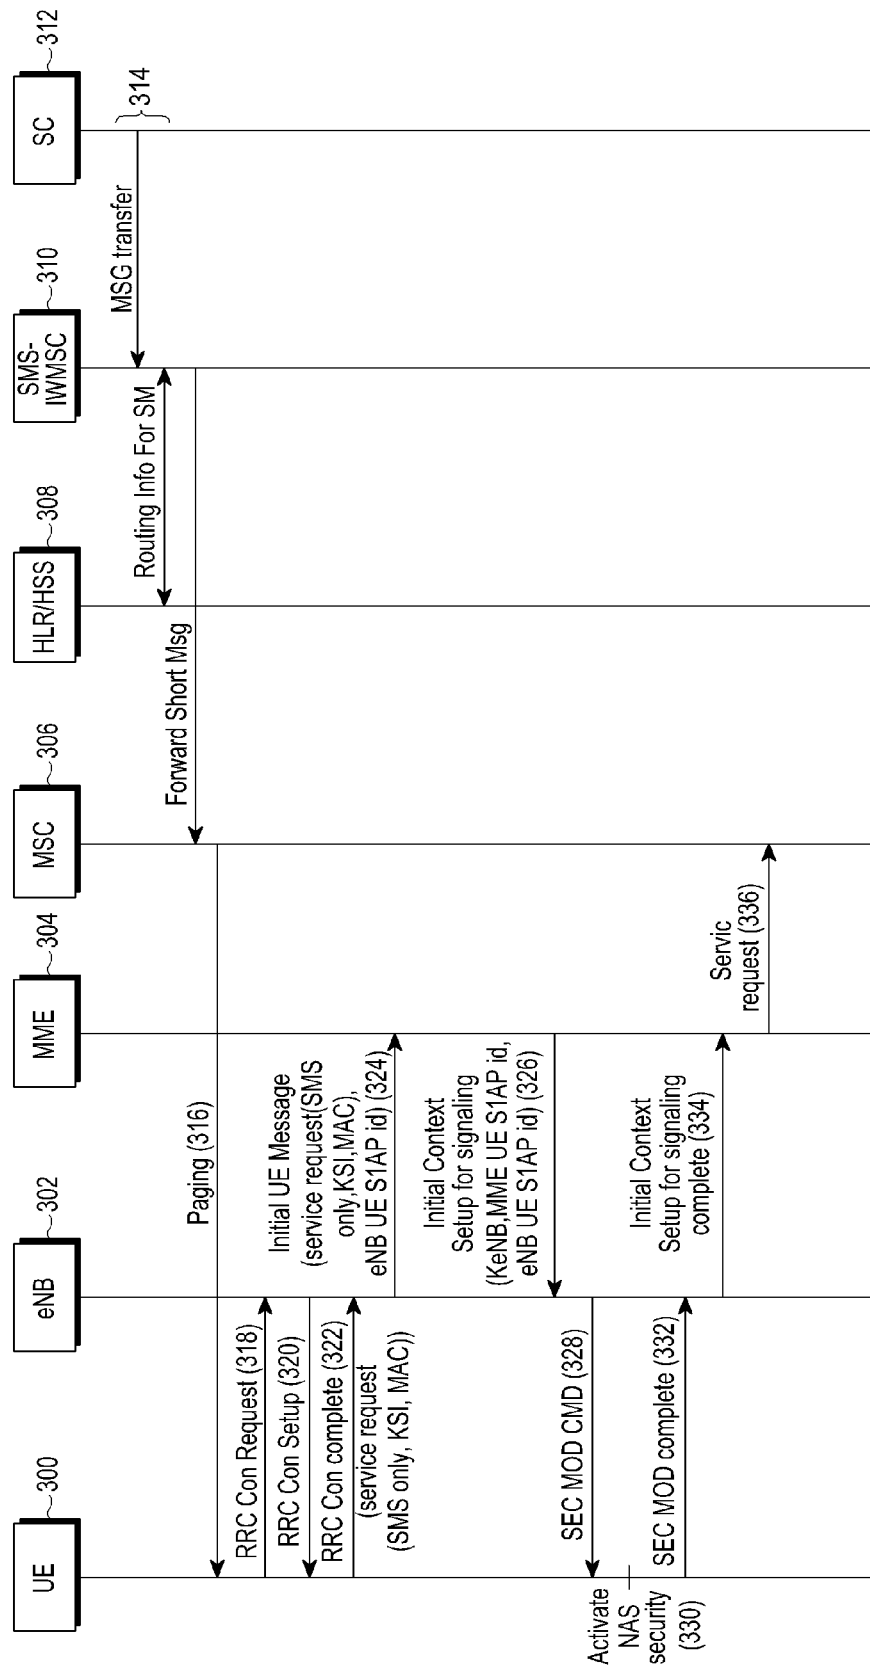 UE
300
eNB
302
MME
304
MSC
306
HLR/HSS
308
SMS-
IWMSC
310
SC
312
MSG transfer
314
Routing Info For SM
Forward Short Msg
Paging (316)
RRC Con Request (318)
RRC Con Setup (320)
RRC Con complete (322)
(service request
(SMS only, KSI, MAC))
Initial UE Message
(service request(SMS
only,KSI,MAC),
eNB UE S1AP id) (324)
Initial Context
Setup for signaling
(KeNB,MME UE S1AP id,
eNB UE S1AP id) (326)
SEC MOD CMD (328)
Activate
NAS
security
(330)
SEC MOD complete (332)
Initial Context
Setup for signaling
complete (334)
Servic
request (336)